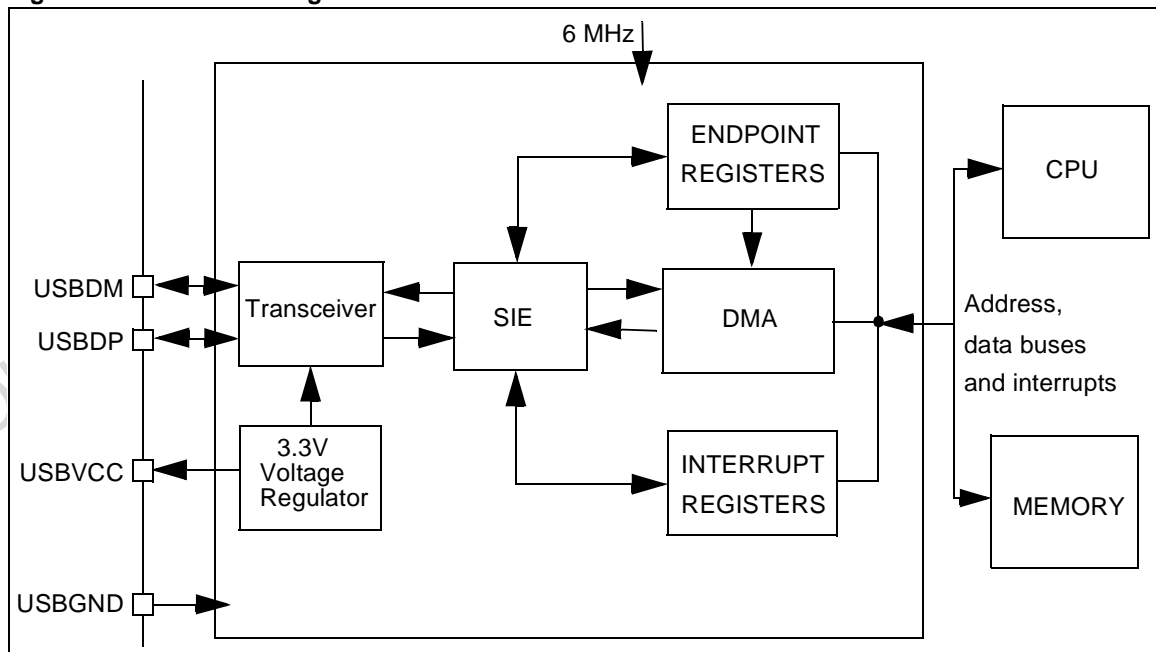 6 MHz
ENDPOINT
REGISTERS
CPU
USBDM
Transceiver
SIE
DMA
USBDP
Address,
data buses
and interrupts
USBVCC
3.3V
Voltage
Regulator
INTERRUPT
REGISTERS
MEMORY
USBGND